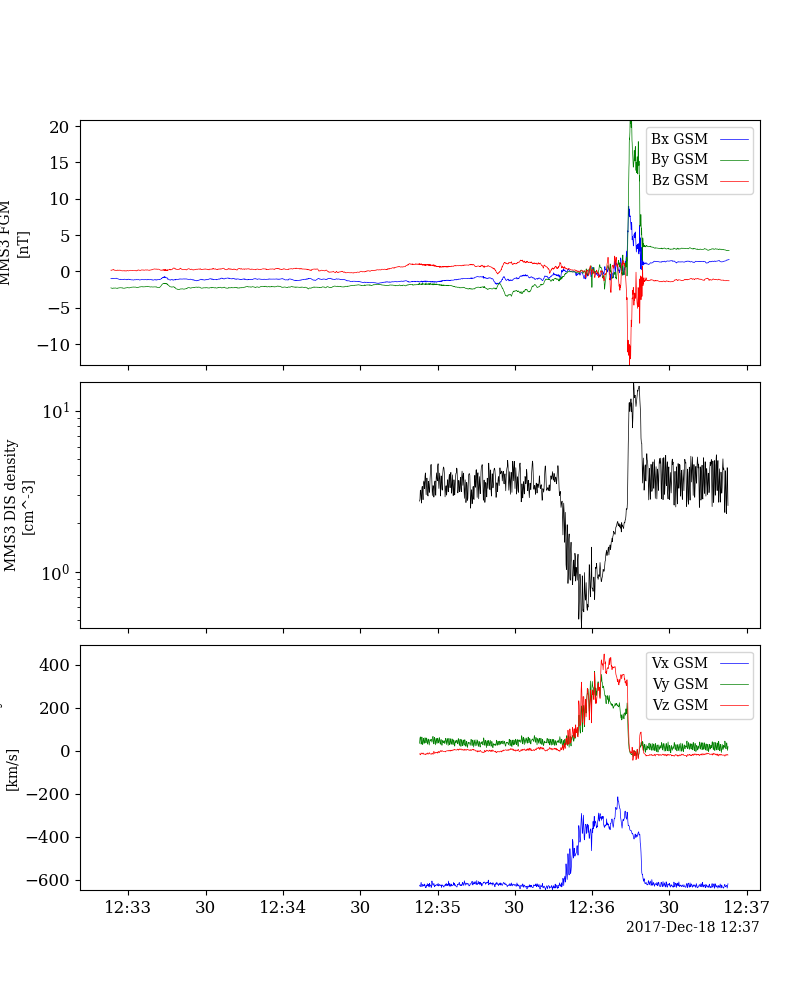 MMS3 FGM
[nT]
20
15
10
5
0
−5
−10
Bx GSM
By GSM
Bz GSM
MMS3 DIS density
[cm^-3]
10^1
10^0
[km/s]
400
200
0
−200
−400
−600
Vx GSM
Vy GSM
Vz GSM
12:33 30 12:34 30 12:35 30 12:36 30 12:37
2017-Dec-18 12:37